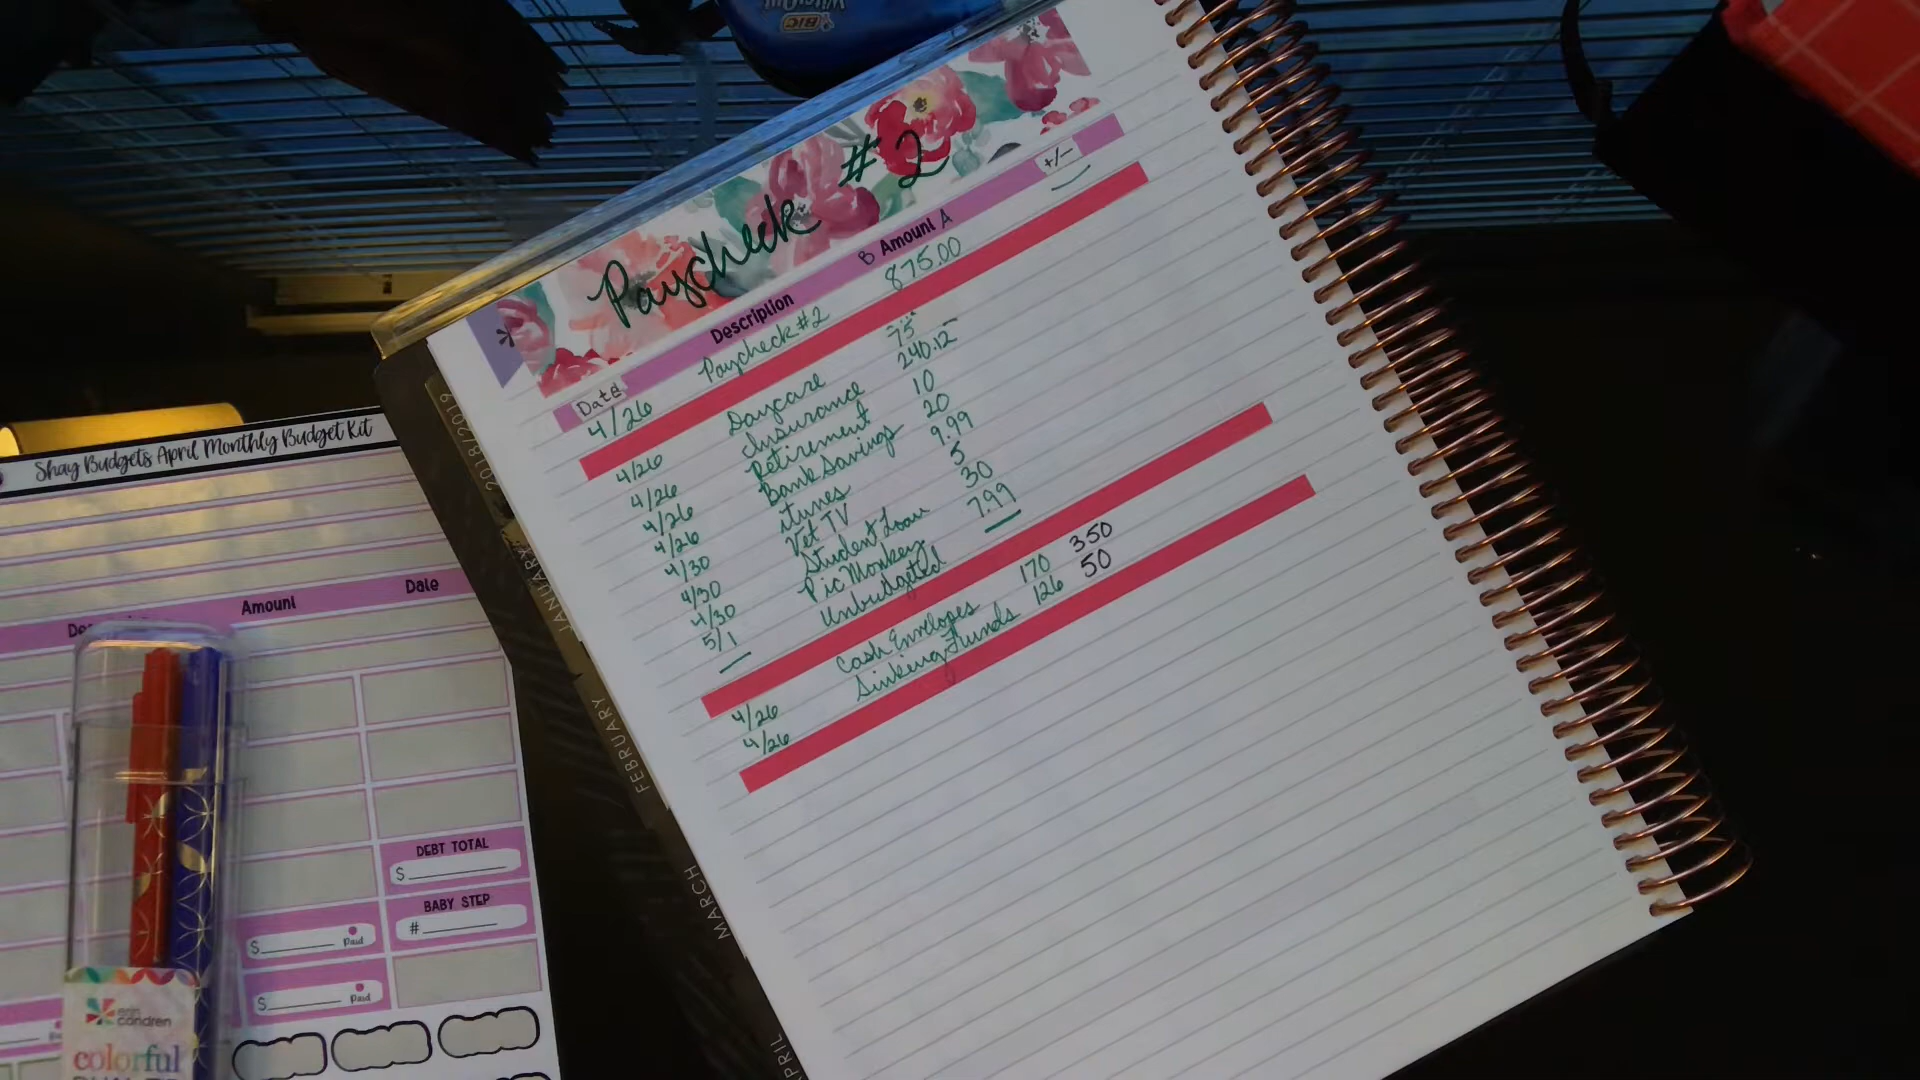 BIC
Wite-Out
Paycheck #2
* Date Description B Amount A +/-
4/26 Paycheck #2 875.00
4/26 Daycare 75
4/26 Insurance 240.12
4/26 Retirement 10
4/26 Bank Savings 20
4/30 itunes 9.99
4/30 Vet TV 5
4/30 Student Loan 30
5/1 Pic Monkey 7.99
— Unbudgeted —
4/26 Cash Envelopes 170 350
4/26 Sinking Funds 126 50
2018/2019
JANUARY
FEBRUARY
MARCH
APRIL
Shay Budgets April Monthly Budget Kit
Amount Date
DEBT TOTAL
$
BABY STEP
#
$ Paid
$ Paid
erin condren
colorful